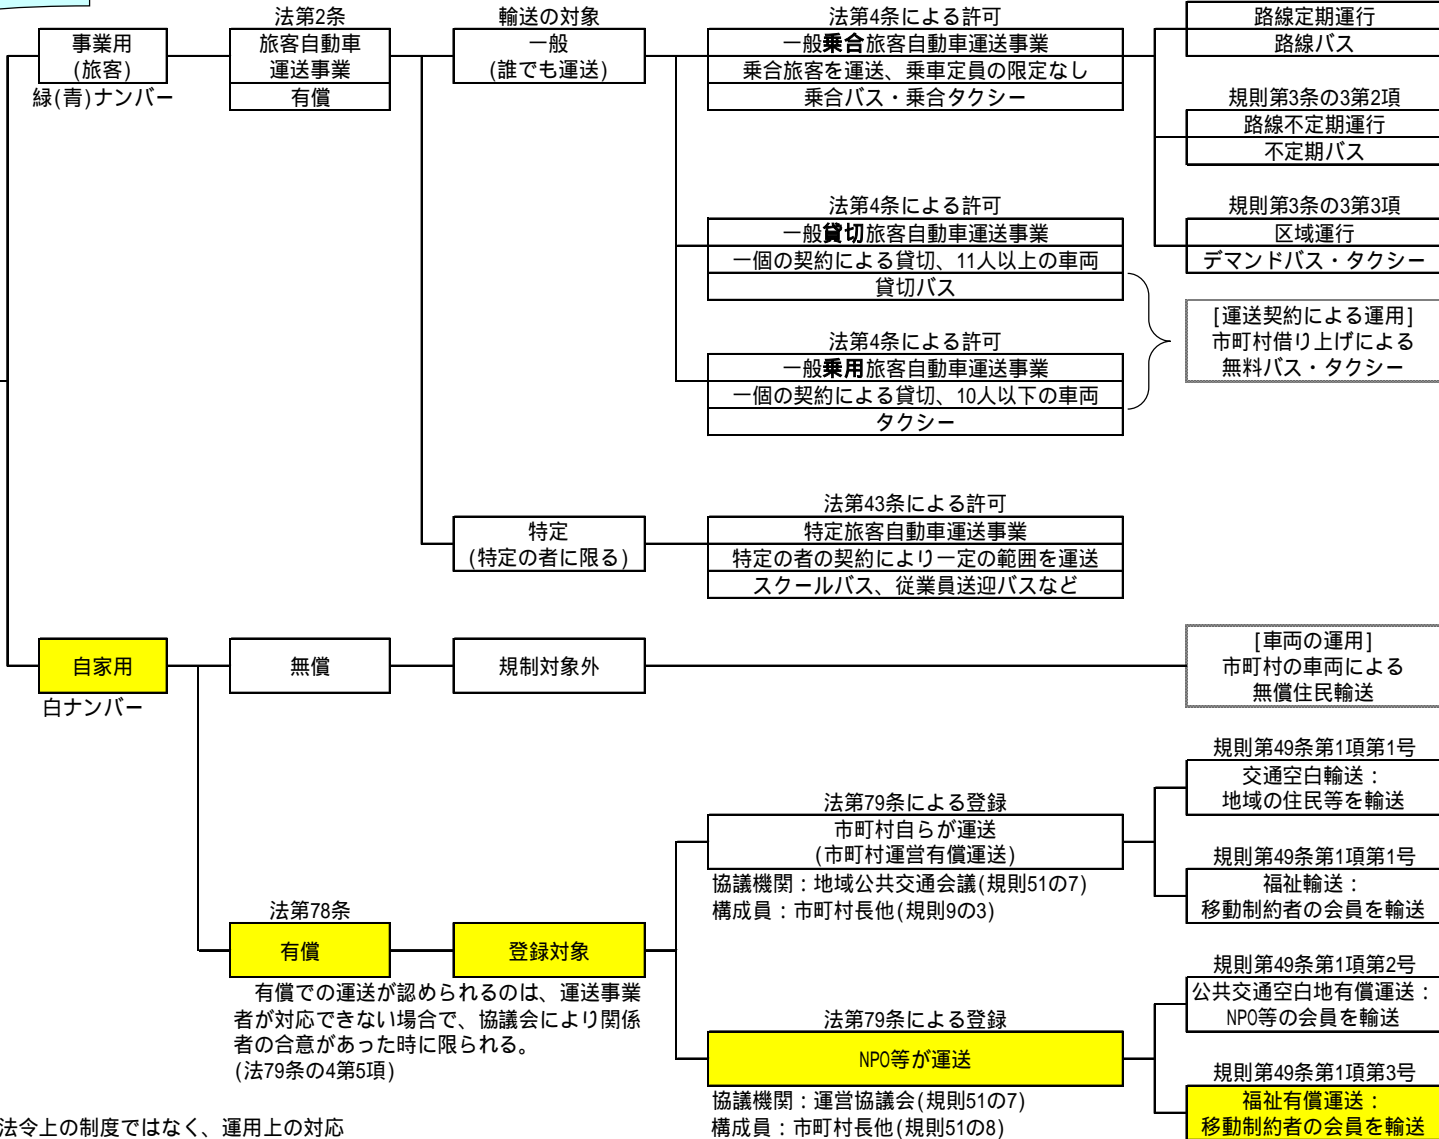 法第2条
輸送の対象
法第4条による許可
路線定期運行
路線バス
事業用
(旅客)
緑(青)ナンバー
旅客自動車
運送事業
有償
一般
(誰でも運送)
一般乗合旅客自動車運送事業
乗合旅客を運送、乗車定員の限定なし
乗合バス・乗合タクシー
規則第3条の3第2項
路線不定期運行
不定期バス
法第4条による許可
一般貸切旅客自動車運送事業
一個の契約による貸切、11人以上の車両
貸切バス
規則第3条の3第3項
区域運行
デマンドバス・タクシー
[運送契約による運用]
市町村借り上げによる
無料バス・タクシー
法第4条による許可
一般乗用旅客自動車運送事業
一個の契約による貸切、10人以下の車両
タクシー
特定
(特定の者に限る)
法第43条による許可
特定旅客自動車運送事業
特定の者の契約により一定の範囲を運送
スクールバス、従業員送迎バスなど
自家用
白ナンバー
無償
規制対象外
[車両の運用]
市町村の車両による
無償住民輸送
法第79条による登録
市町村自らが運送
(市町村運営有償運送)
協議機関：地域公共交通会議(規則51の7)
構成員：市町村長他(規則9の3)
規則第49条第1項第1号
交通空白輸送：
地域の住民等を輸送
規則第49条第1項第1号
福祉輸送：
移動制約者の会員を輸送
法第78条
有償
登録対象
有償での運送が認められるのは、運送事業
者が対応できない場合で、協議会により関係
者の合意があった時に限られる。
(法79条の4第5項)
法第79条による登録
NPO等が運送
協議機関：運営協議会(規則51の7)
構成員：市町村長他(規則51の8)
規則第49条第1項第2号
公共交通空白地有償運送：
NPO等の会員を輸送
規則第49条第1項第3号
福祉有償運送：
移動制約者の会員を輸送
法令上の制度ではなく、運用上の対応